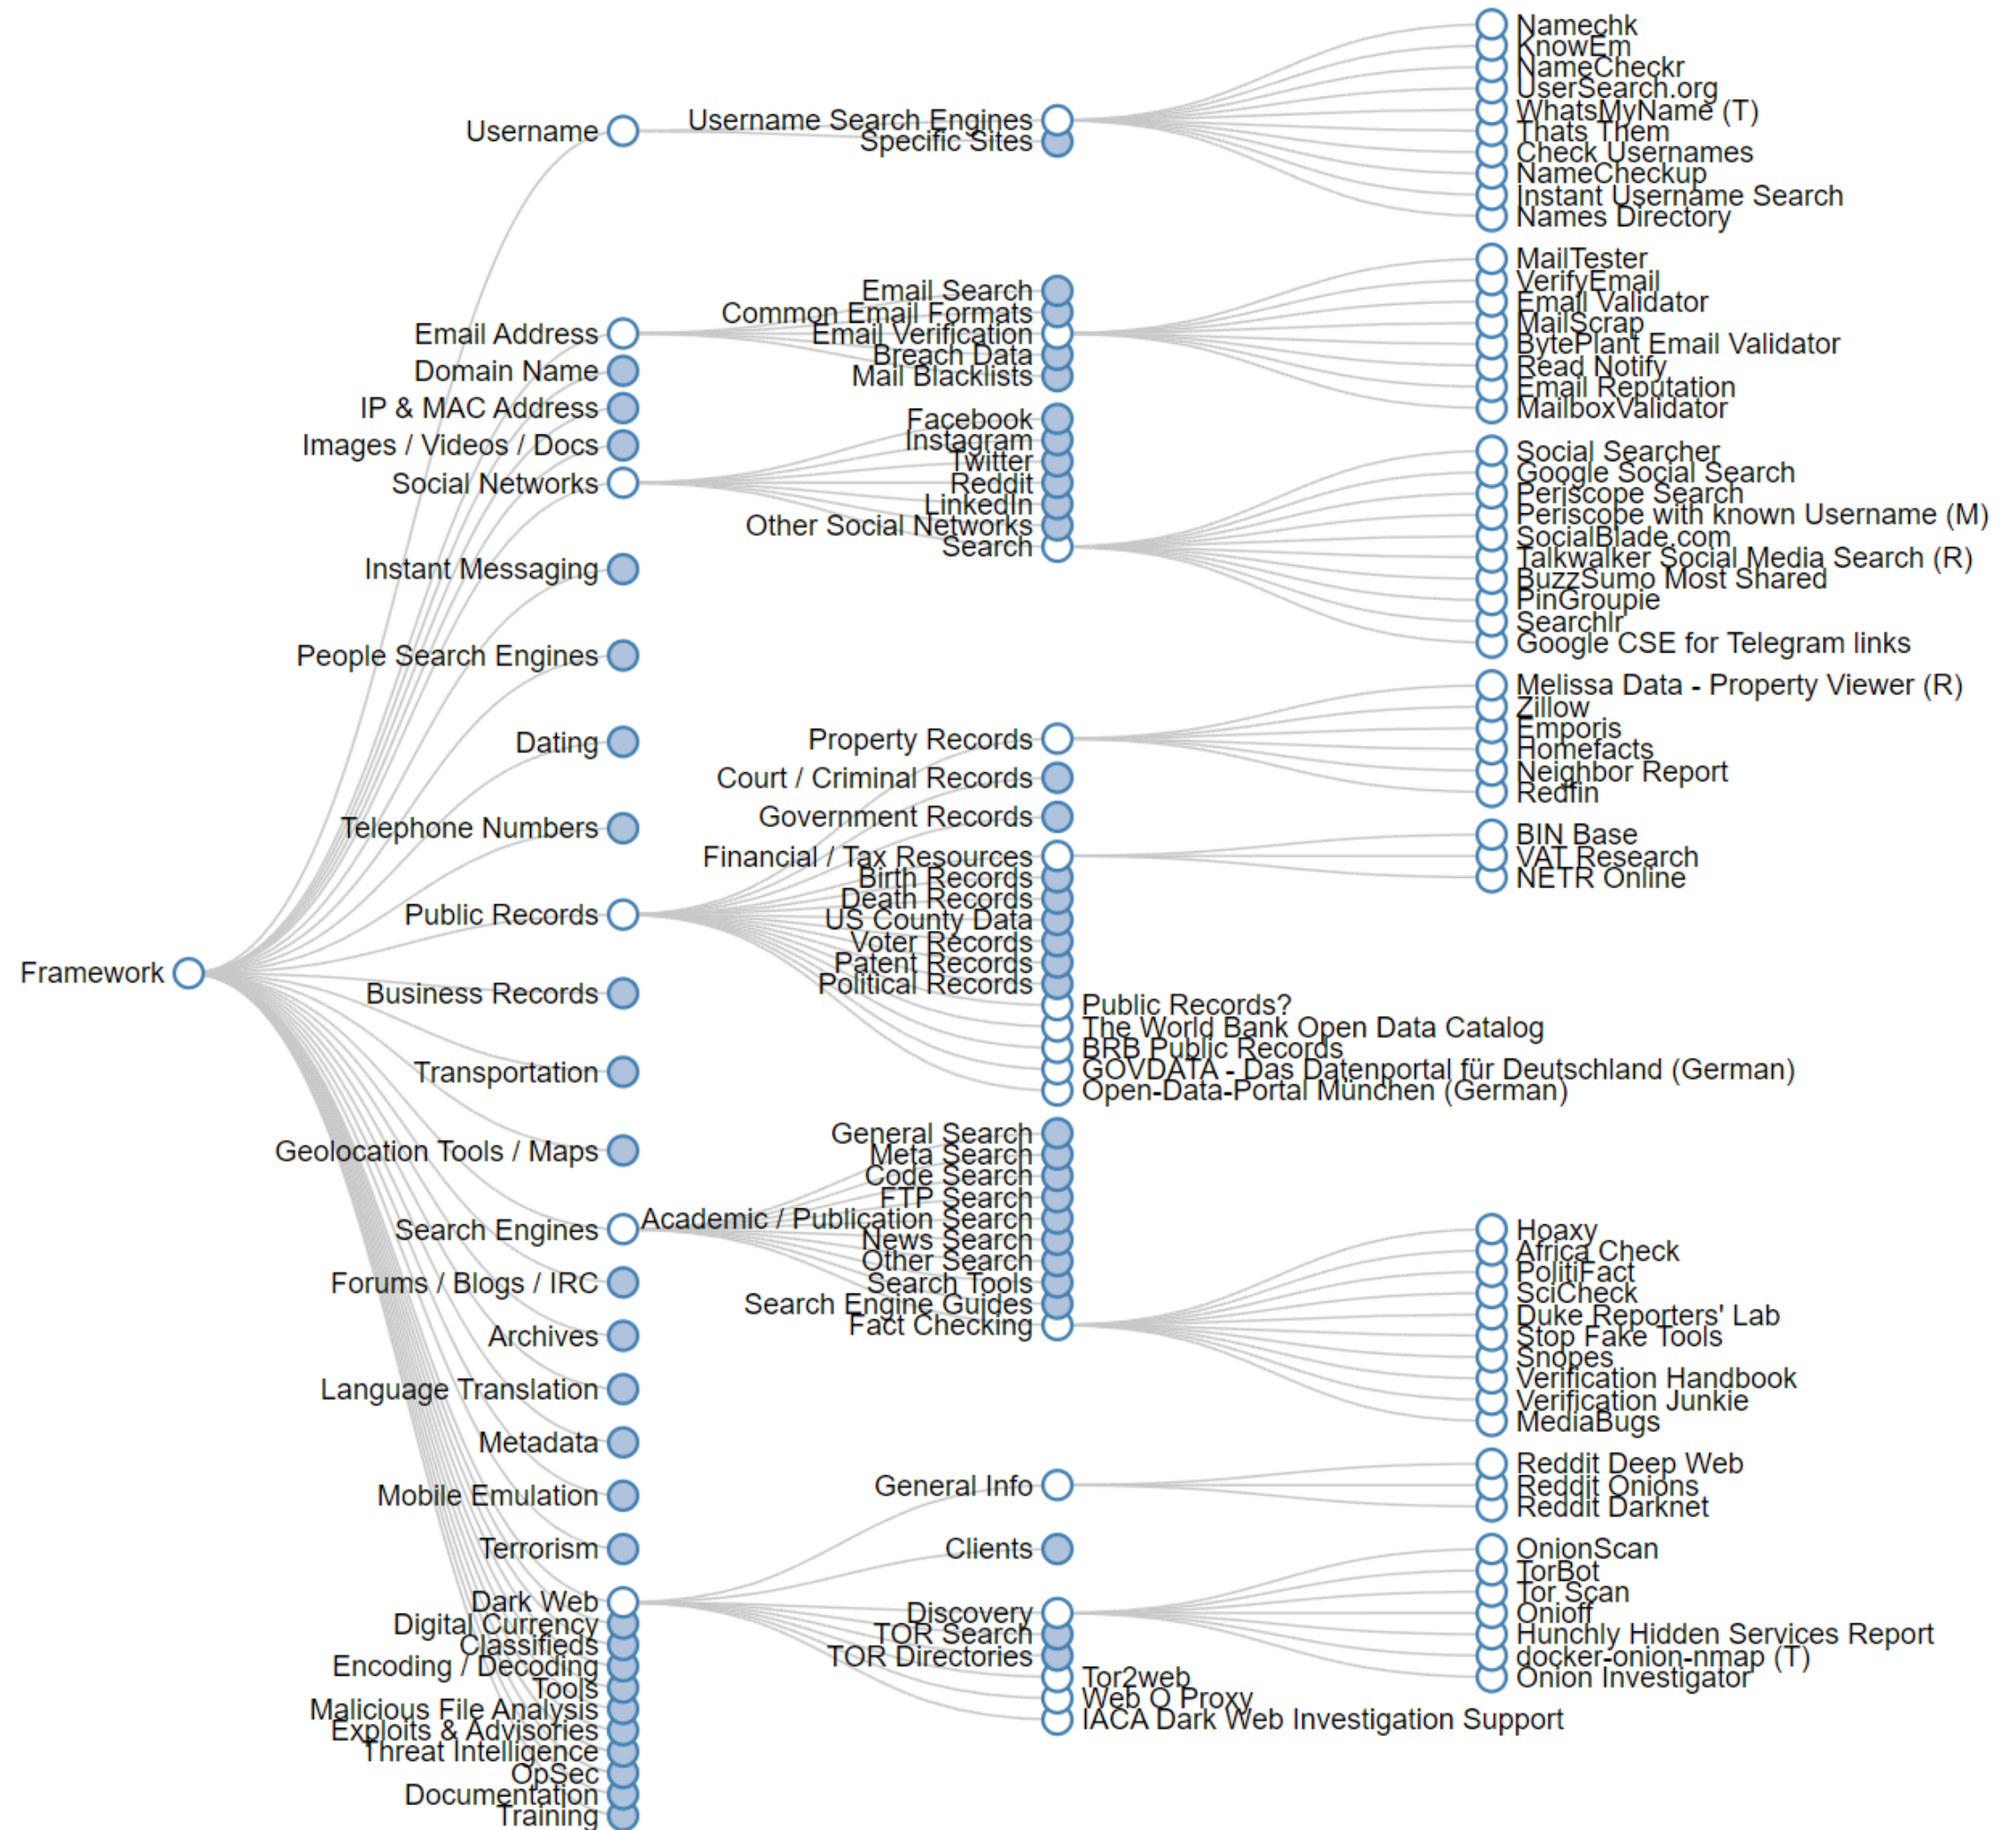 Framework
Username
Email Address
Domain Name
IP & MAC Address
Images / Videos / Docs
Social Networks
Instant Messaging
People Search Engines
Dating
Telephone Numbers
Public Records
Business Records
Transportation
Geolocation Tools / Maps
Search Engines
Forums / Blogs / IRC
Archives
Language Translation
Metadata
Mobile Emulation
Terrorism
Dark Web
Digital Currency
Classifieds
Encoding / Decoding
Tools
Malicious File Analysis
Exploits & Advisories
Threat Intelligence
OpSec
Documentation
Training
Username Search Engines
Specific Sites
Email Search
Common Email Formats
Email Verification
Breach Data
Mail Blacklists
Facebook
Instagram
Twitter
Reddit
LinkedIn
Other Social Networks
Search
Property Records
Court / Criminal Records
Government Records
Financial / Tax Resources
Birth Records
Death Records
US County Data
Voter Records
Patent Records
Political Records
Public Records?
The World Bank Open Data Catalog
BRB Public Records
GOVDATA - Das Datenportal für Deutschland (German)
Open-Data-Portal München (German)
General Search
Meta Search
Code Search
FTP Search
Academic / Publication Search
News Search
Other Search
Search Tools
Search Engine Guides
Fact Checking
General Info
Clients
Discovery
TOR Search
TOR Directories
Tor2web
Web O Proxy
IACA Dark Web Investigation Support
Namechk
KnowEm
NameCheckr
UserSearch.org
WhatsMyName (T)
Thats Them
Check Usernames
NameCheckup
Instant Username Search
Names Directory
MailTester
VerifyEmail
Email Validator
MailScrap
BytePlant Email Validator
Read Notify
Email Reputation
MailboxValidator
Social Searcher
Google Social Search
Periscope Search
Periscope with known Username (M)
SocialBlade.com
Talkwalker Social Media Search (R)
BuzzSumo Most Shared
PinGroupie
Searchlr
Google CSE for Telegram links
Melissa Data - Property Viewer (R)
Zillow
Emporis
Homefacts
Neighbor Report
Redfin
BIN Base
VAT Research
NETR Online
Hoaxy
Africa Check
PolitiFact
SciCheck
Duke Reporters' Lab
Stop Fake Tools
Snopes
Verification Handbook
Verification Junkie
MediaBugs
Reddit Deep Web
Reddit Onions
Reddit Darknet
OnionScan
TorBot
Tor Scan
Onioff
Hunchly Hidden Services Report
docker-onion-nmap (T)
Onion Investigator